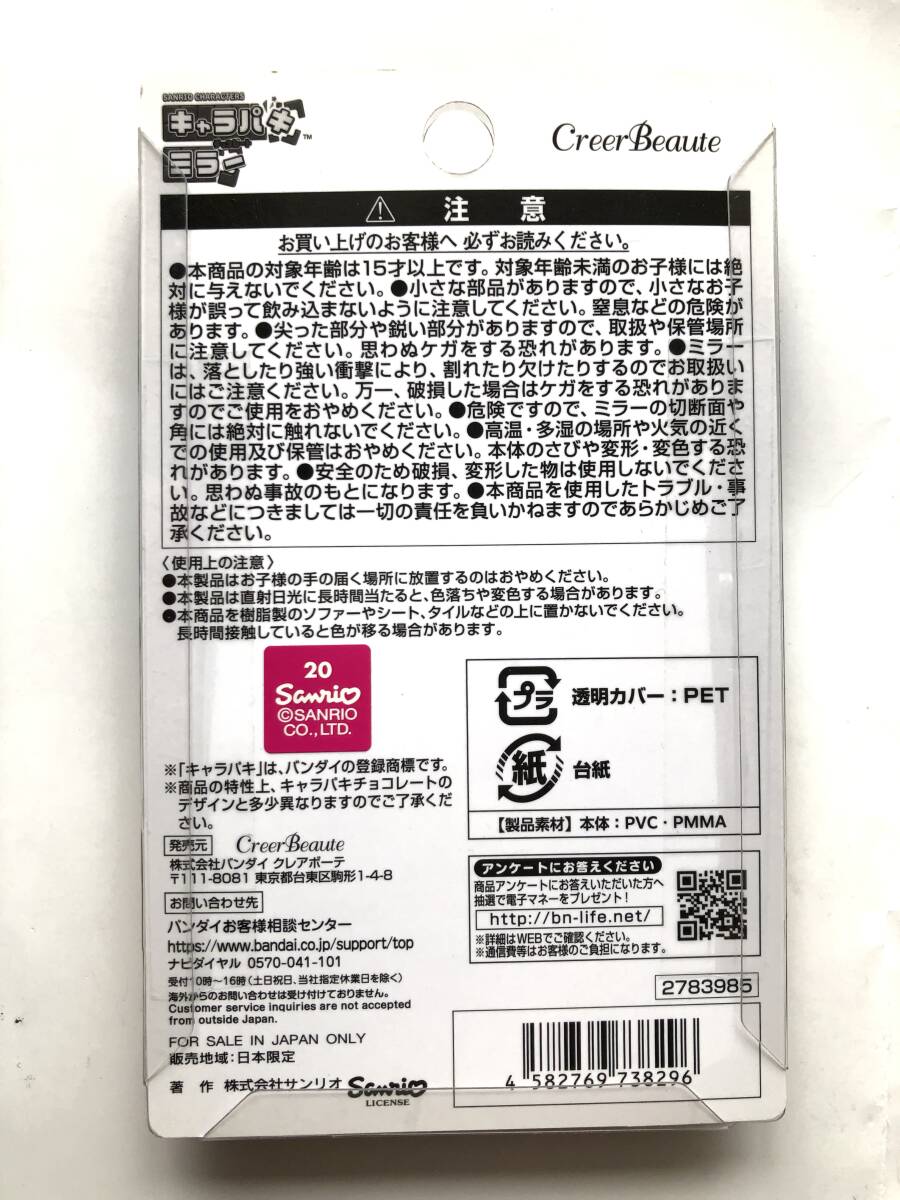 SANRIO CHARACTERS
キャラパキ™
ミラー
CreerBeaute
注意
お買い上げのお客様へ 必ずお読みください。
●本商品の対象年齢は15才以上です。対象年齢未満のお子様には絶
対に与えないでください。●小さな部品がありますので、小さなお子
様が誤って飲み込まないように注意してください。窒息などの危険が
あります。●尖った部分や鋭い部分がありますので、取扱や保管場所
に注意してください。思わぬケガをする恐れがあります。●ミラー
は、落としたり強い衝撃により、割れたり欠けたりするのでお取扱い
にはご注意ください。万一、破損した場合はケガをする恐れがありま
すのでご使用をおやめください。●危険ですので、ミラーの切断面や
角には絶対に触れないでください。●高温・多湿の場所や火気の近く
での使用及び保管はおやめください。本体のさびや変形・変色する恐
れがあります。●安全のため破損、変形した物は使用しないでくださ
い。思わぬ事故のもとになります。●本商品を使用したトラブル・事
故などにつきましては一切の責任を負いかねますのであらかじめご了
承ください。
〈使用上の注意〉
●本製品はお子様の手の届く場所に放置するのはおやめください。
●本製品は直射日光に長時間当たると、色落ちや変色する場合があります。
●本商品を樹脂製のソファーやシート、タイルなどの上に置かないでください。
長時間接触していると色が移る場合があります。
20
Sanrio
©SANRIO
CO., LTD.
プラ
透明カバー：PET
紙
台紙
【製品素材】本体：PVC・PMMA
※「キャラパキ」は、バンダイの登録商標です。
※商品の特性上、キャラパキチョコレートの
デザインと多少異なりますのでご了承くだ
さい。
発売元 CreerBeaute
株式会社バンダイ クレアボーテ
〒111-8081 東京都台東区駒形1-4-8
お問い合わせ先
バンダイお客様相談センター
https://www.bandai.co.jp/support/top
ナビダイヤル 0570-041-101
受付10時〜16時(土日祝日、当社指定休業日を除く)
海外からのお問い合わせは受け付けておりません。
Customer service inquiries are not accepted
from outside Japan.
FOR SALE IN JAPAN ONLY
販売地域：日本限定
著 作 株式会社サンリオ Sanrio
LICENSE
アンケートにお答えください
商品アンケートにお答えいただいた方へ
抽選で電子マネーをプレゼント！
http://bn-life.net/
※詳細はWEBでご確認ください。
※通信費等はお客様のご負担になります。
2783985
4 582769 738296